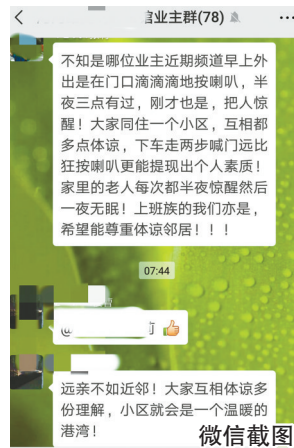 宜业主群(78)
不知是哪位业主近期频道早上外
出是在门口滴滴滴地按喇叭，半
夜三点有过，刚才也是，把人惊
醒！大家同住一个小区，互相都
多点体谅，下车走两步喊门远比
狂按喇叭更能提现出个人素质！
家里的老人每次都半夜惊醒然后
一夜无眠！上班族的我们亦是，
希望能尊重体谅邻居！！！
07:44
@
远亲不如近邻！大家互相体谅多
份理解，小区就会是一个温暖的
港湾！
微信截图